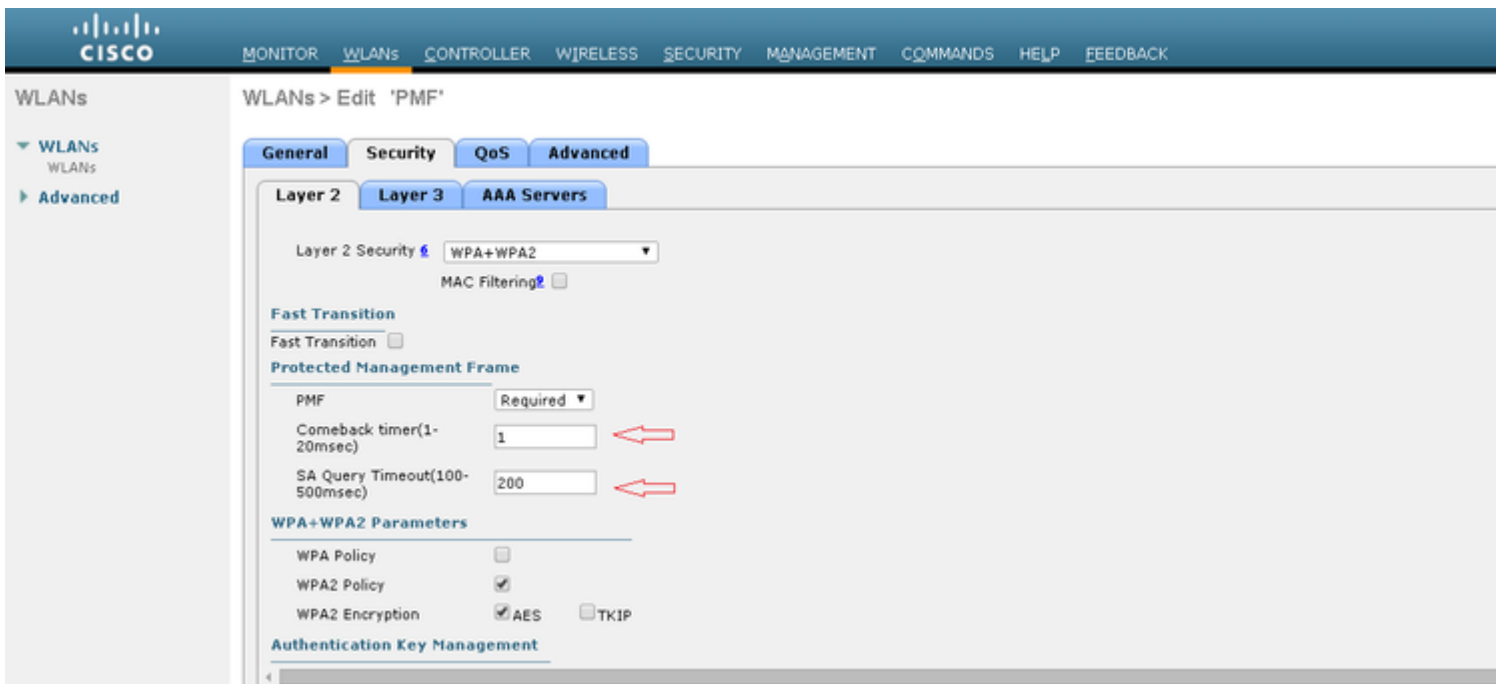 CISCO
MONITOR WLANs CONTROLLER WIRELESS SECURITY MANAGEMENT COMMANDS HELP FEEDBACK
WLANs
WLANs > Edit 'PMF'
WLANs
WLANs
Advanced
General Security QoS Advanced
Layer 2 Layer 3 AAA Servers
Layer 2 Security 6 WPA+WPA2
MAC Filtering 9
Fast Transition
Fast Transition
Protected Management Frame
PMF Required
Comeback timer(1-
20msec) 1
SA Query Timeout(100-
500msec) 200
WPA+WPA2 Parameters
WPA Policy
WPA2 Policy
WPA2 Encryption AES TKIP
Authentication Key Management